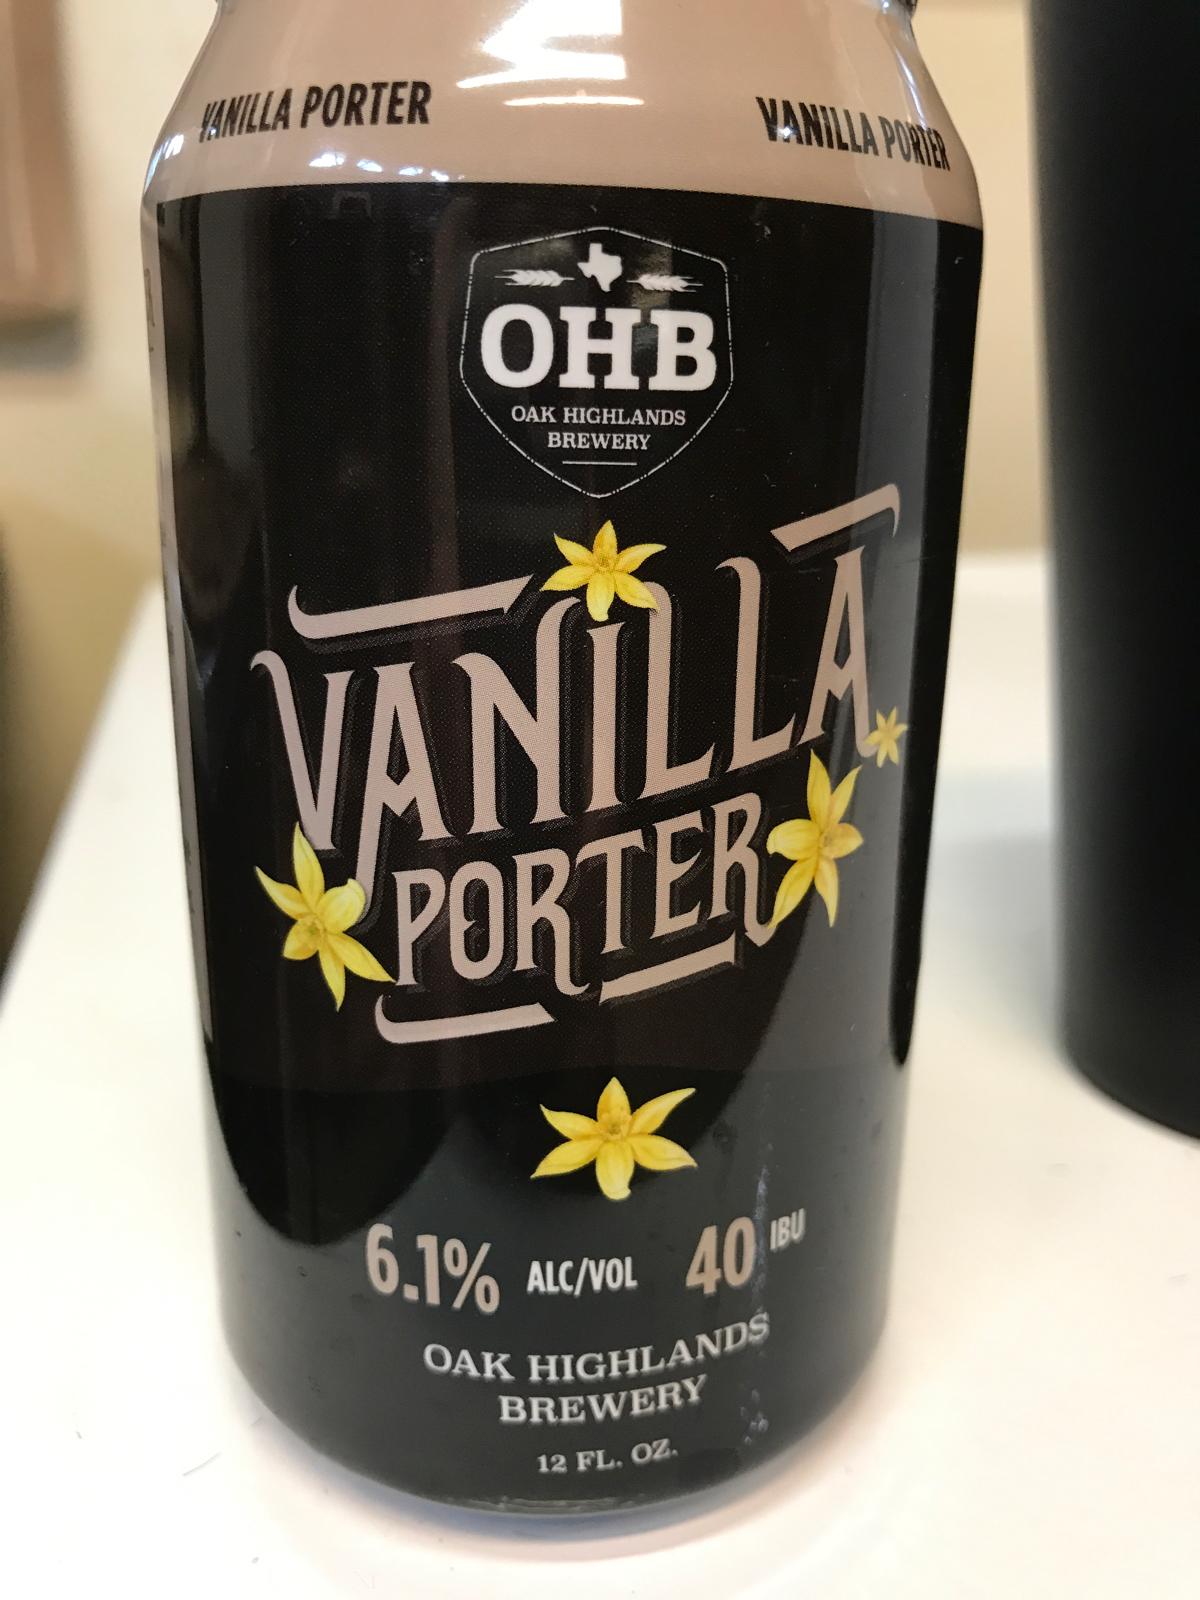 VANILLA PORTER
VANILLA PORTER
OHB
OAK HIGHLANDS
BREWERY
VANILLA
PORTER
6.1% ALC/VOL 40 IBU
OAK HIGHLANDS
BREWERY
12 FL. OZ.